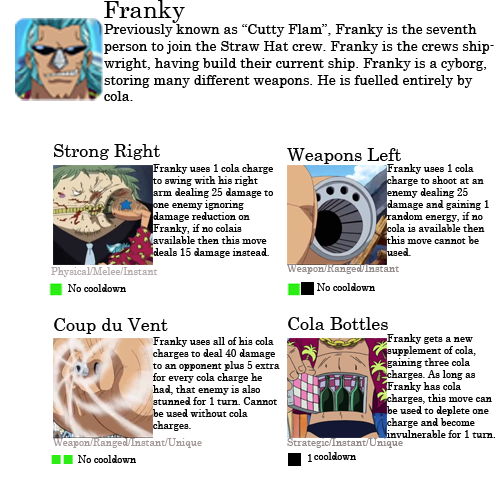 Franky
Previously known as “Cutty Flam”, Franky is the seventh
person to join the Straw Hat crew. Franky is the crews ship-
wright, having build their current ship. Franky is a cyborg,
storing many different weapons. He is fuelled entirely by
cola.
Strong Right
Franky uses 1 cola charge
to swing with his right
arm dealing 25 damage to
one enemy ignoring
damage reduction on
Franky, if no colais
available then this move
deals 15 damage instead.
Physical/Melee/Instant
No cooldown
Weapons Left
Franky uses 1 cola
charge to shoot at an
enemy dealing 25
damage and gaining 1
random energy, if no
cola is available then
this move cannot be
used.
Weapon/Ranged/Instant
No cooldown
Coup du Vent
Franky uses all of his cola
charges to deal 40 damage
to an opponent plus 5 extra
for every cola charge he
had, that enemy is also
stunned for 1 turn. Cannot
be used without cola
charges.
Weapon/Ranged/Instant/Unique
No cooldown
Cola Bottles
Franky gets a new
supplement of cola,
gaining three cola
charges. As long as
Franky has cola
charges, this move can
be used to deplete one
charge and become
invulnerable for 1 turn.
Strategic/Instant/Unique
1 cooldown